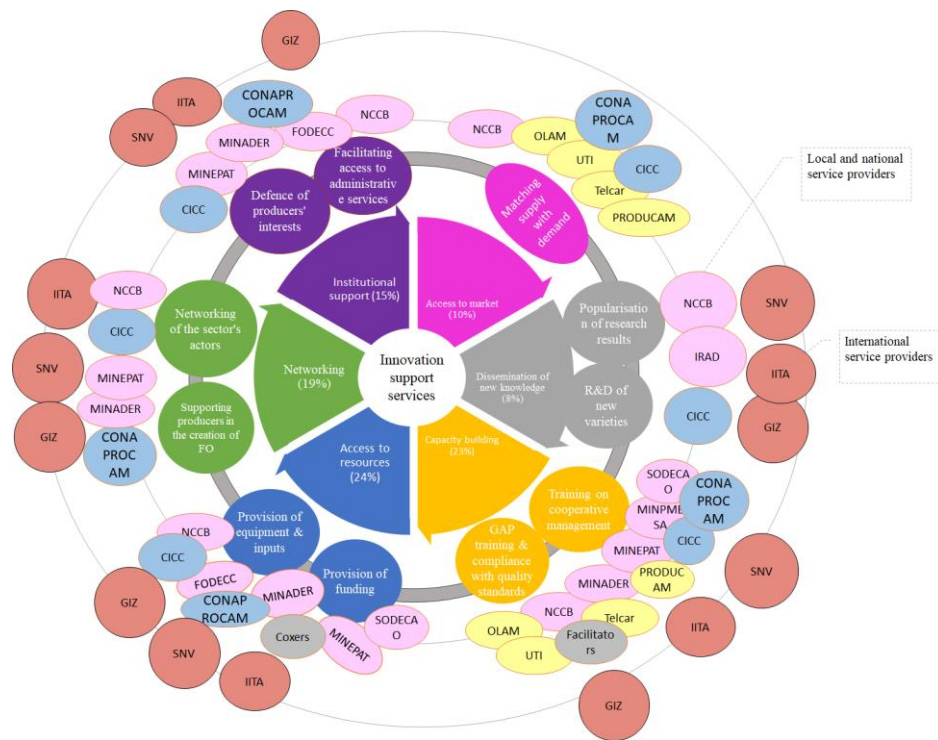 GIZ
IITA
SNV
CONAPR
OCAM
FODECC
NCCB
MINADER
MINEPAT
CICC
NCCB
OLAM
CONA
PROCA
M
UTI
CICC
Telcar
PRODUCAM
Local and national
service providers
Facilitating
access to
administrativ
e services
Defence of
producers'
interests
Matching
supply
with
demand
Institutional
support (15%)
Access to market
(10%)
IITA
NCCB
CICC
SNV
MINEPAT
MINADER
GIZ
CONA
PROC
AM
Networking
of the sector's
actors
Supporting
producers in
the creation of
FO
Networking
(19%)
Innovation
support
services
Dissemination of
new knowledge
(8%)
Popularisatio
n of research
results
R&D of
new
varieties
NCCB
IRAD
CICC
SNV
IITA
GIZ
International
service providers
Access to
resources
(24%)
Capacity building
(23%)
Provision of
equipment &
inputs
Provision of
funding
GAP
training &
compliance
with quality
standards
Training on
cooperative
management
NCCB
CICC
FODECC
CONAP
ROCAM
MINADER
Coxers
MINEPAT
SODECA
O
GIZ
SNV
IITA
SODECA
O
CONA
PROC
AM
MINPME
SA
CICC
MINEPAT
PRODUC
AM
MINADER
NCCB
Telcar
OLAM
UTI
Facilitato
rs
SNV
IITA
GIZ